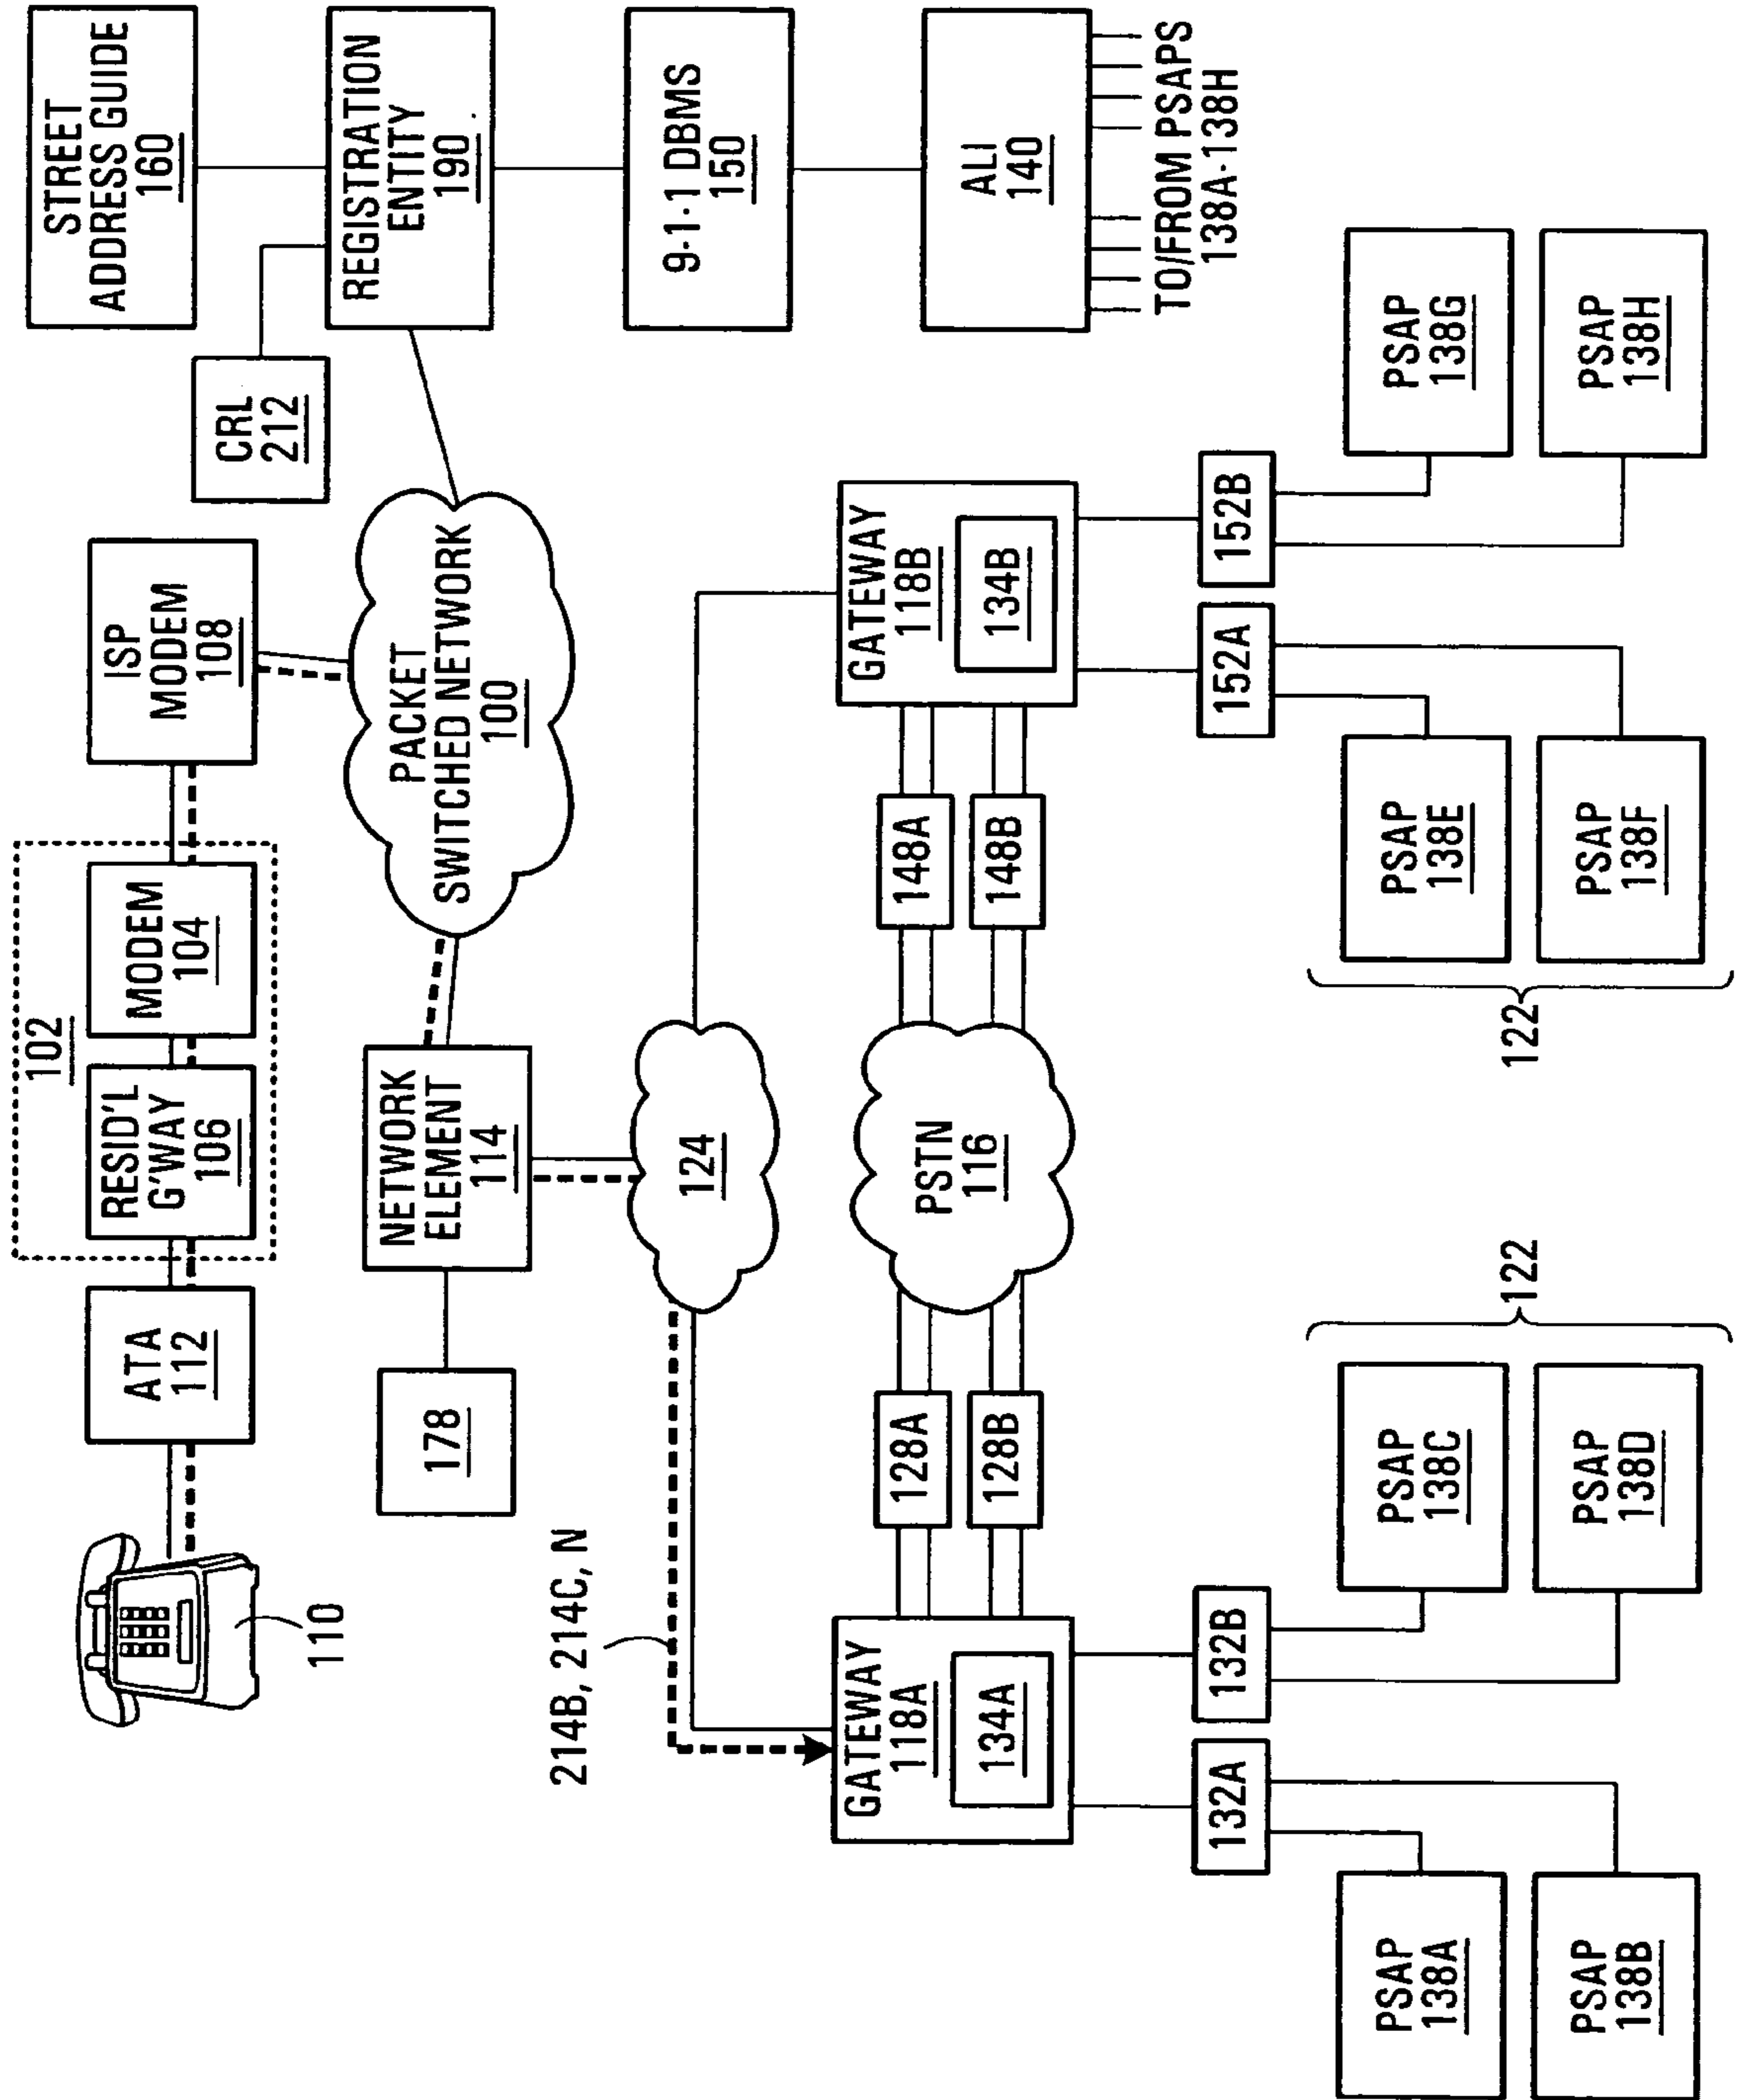 102
110
ATA
112
RESID'L
G'WAY
106
MODEM
104
ISP
MODEM
108
STREET
ADDRESS GUIDE
160
CRL
212
REGISTRATION
ENTITY
190
178
NETWORK
ELEMENT
114
PACKET
SWITCHED NETWORK
100
9-1-1 DBMS
150
214B, 214C, N
124
ALI
140
TO/FROM PSAPS
138A-138H
GATEWAY
118A
134A
128A
128B
PSTN
116
148A
148B
GATEWAY
118B
134B
132A
132B
152A
152B
PSAP
138A
PSAP
138B
PSAP
138C
PSAP
138D
122
122
PSAP
138E
PSAP
138F
PSAP
138G
PSAP
138H